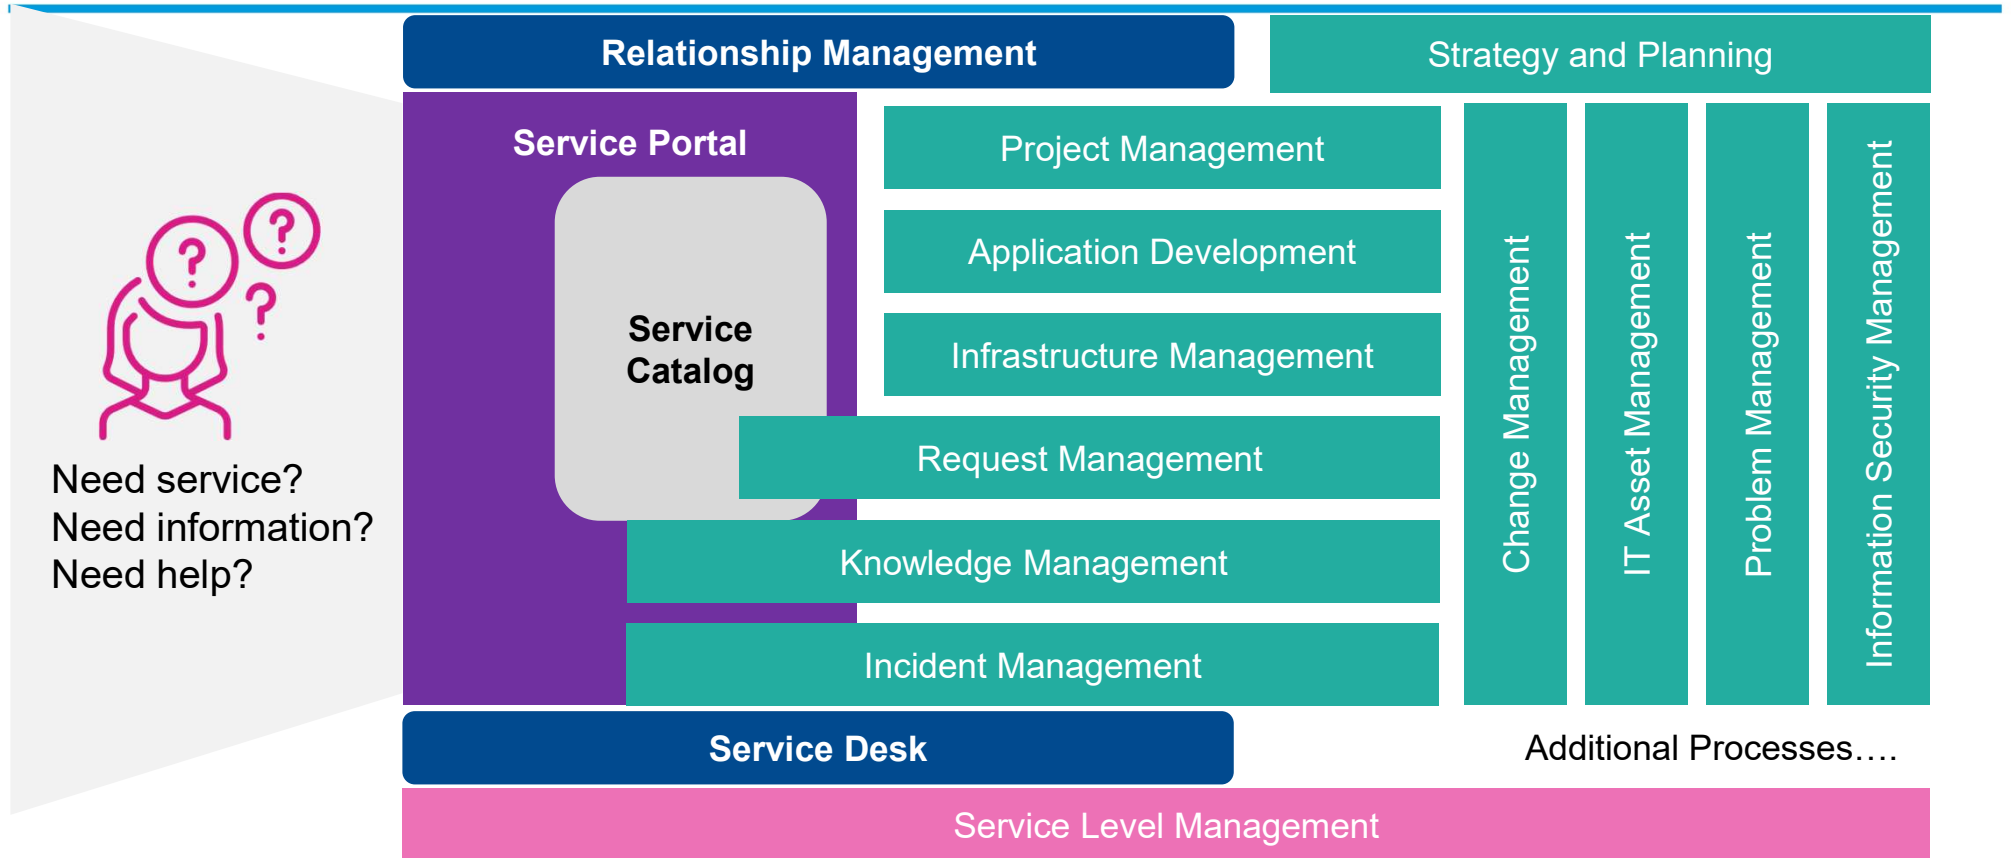 Relationship Management
Strategy and Planning
Service Portal
Service
Catalog
Project Management
Application Development
Infrastructure Management
Request Management
Knowledge Management
Incident Management
Change Management
IT Asset Management
Problem Management
Information Security Management
?
?
?
Need service?
Need information?
Need help?
Service Desk
Additional Processes….
Service Level Management